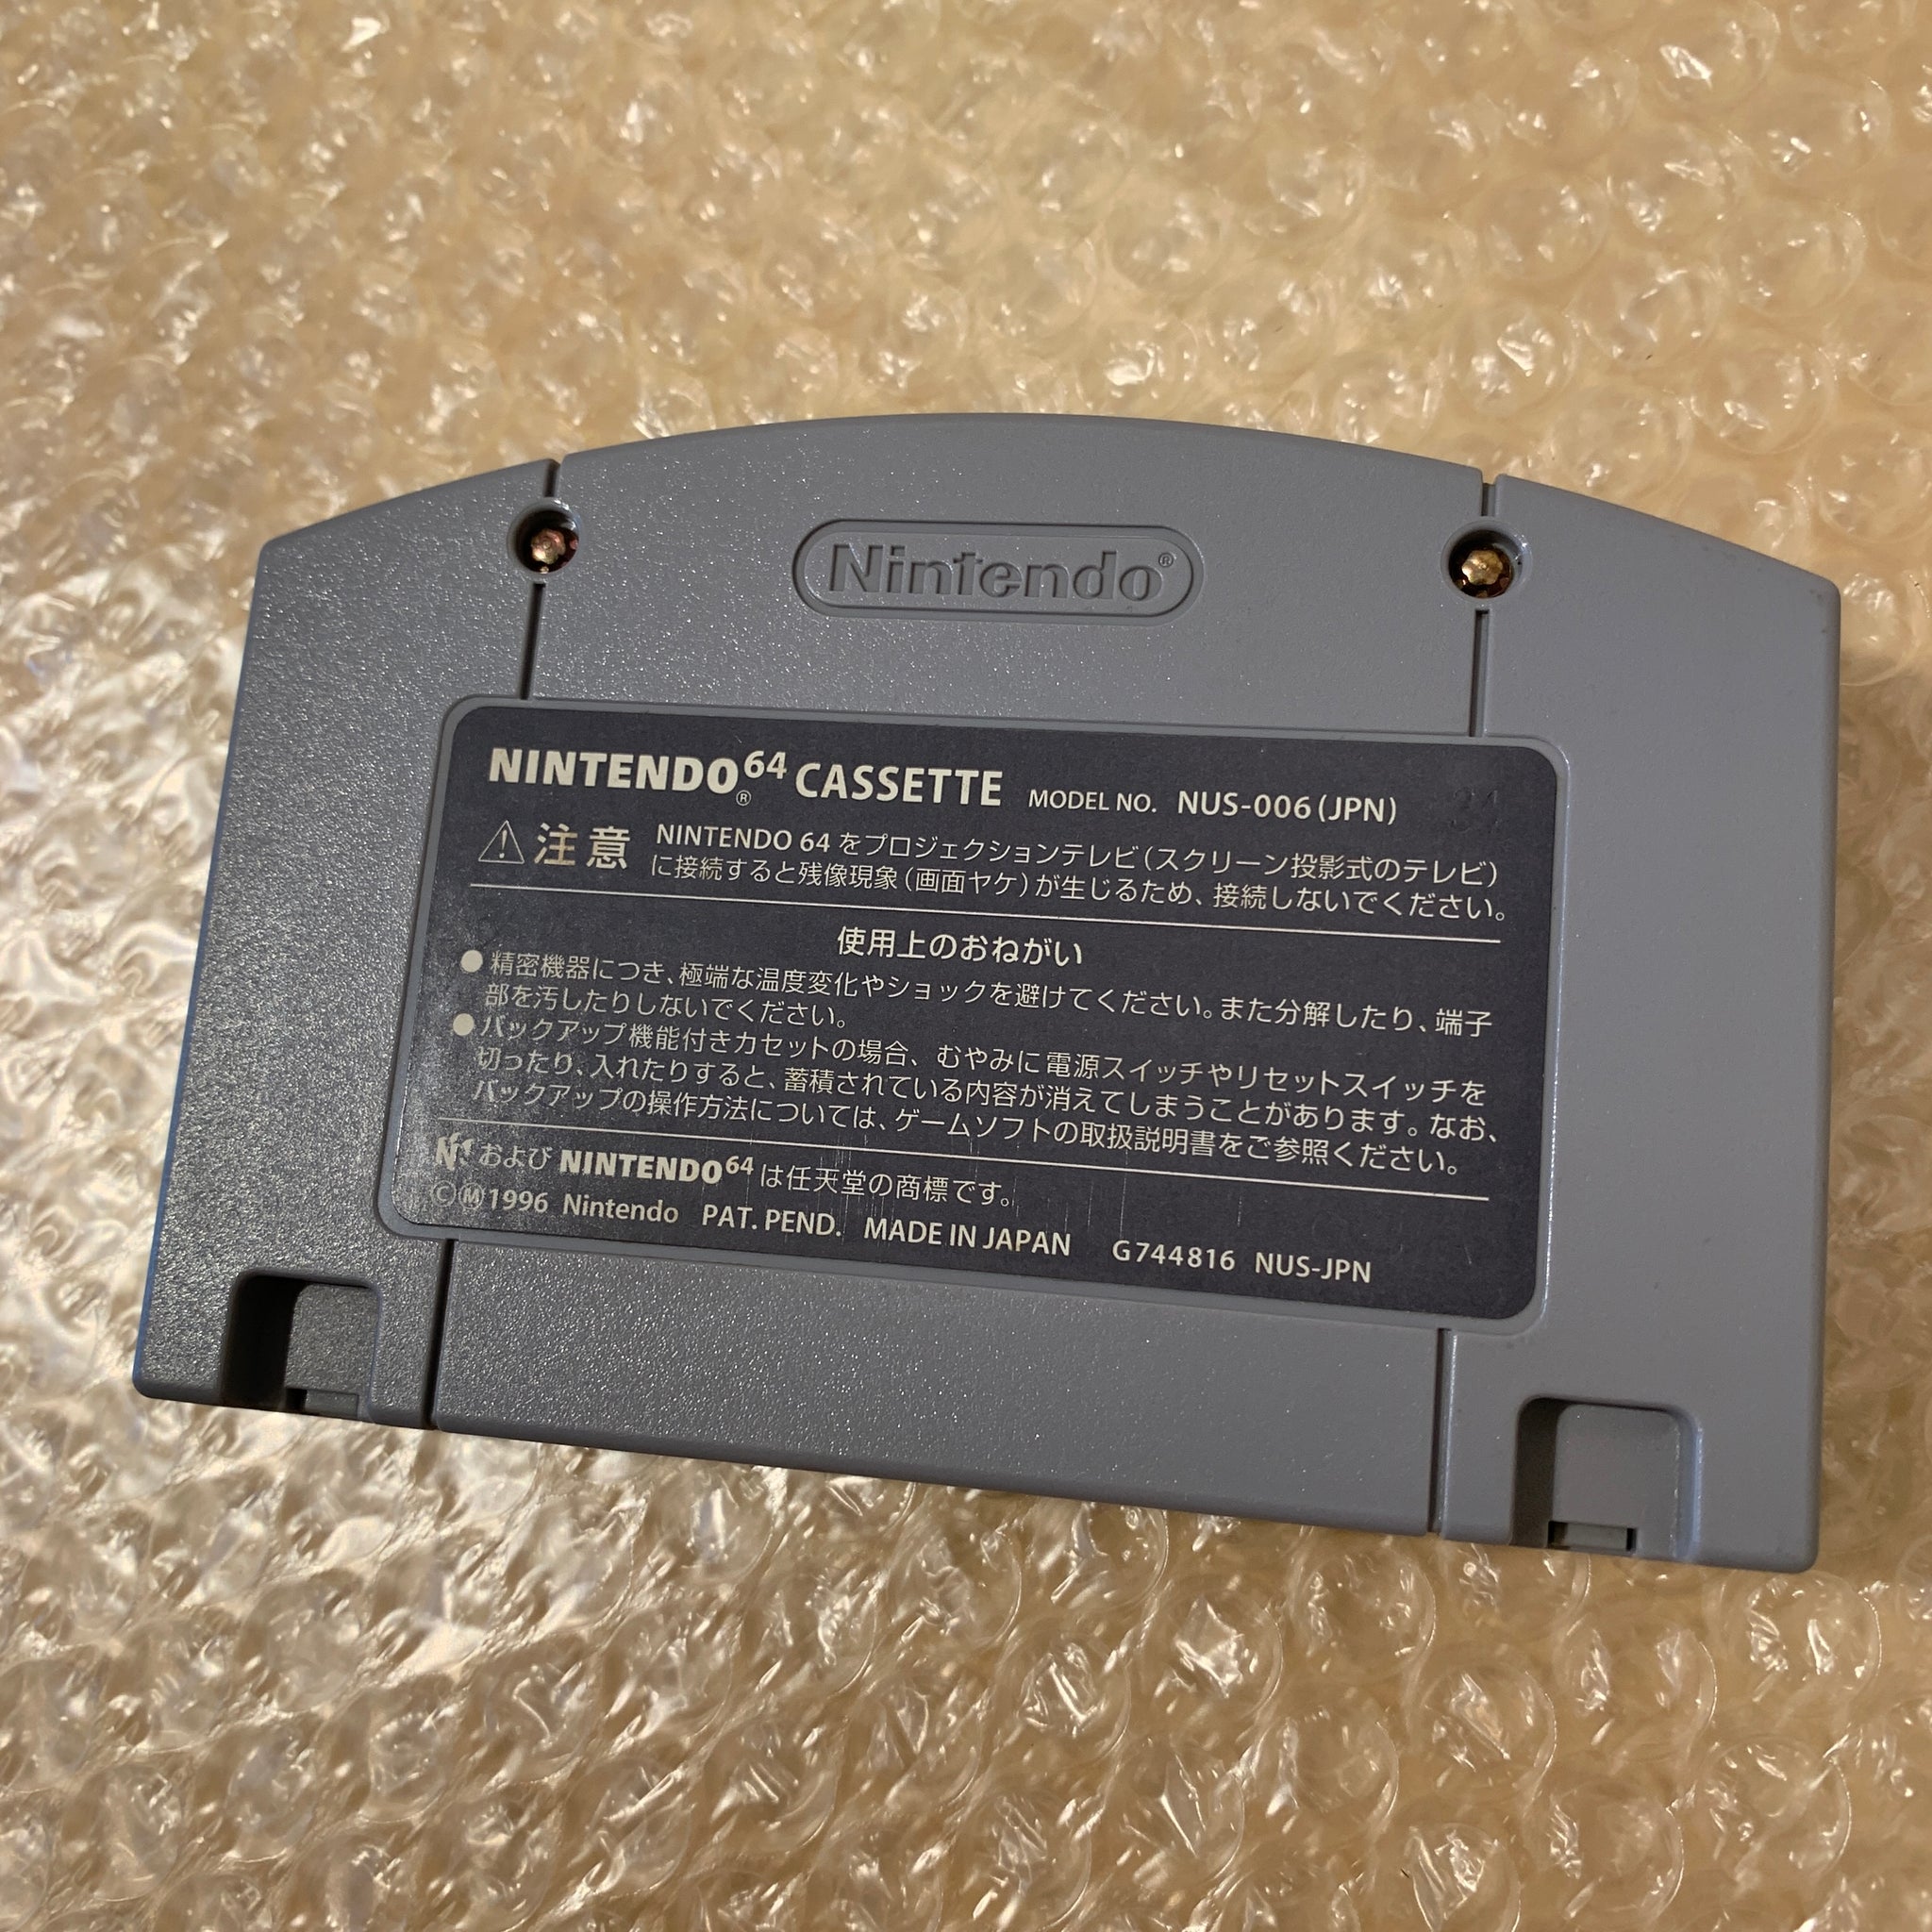 Nintendo®
NINTENDO®64 CASSETTE MODEL NO. NUS-006(JPN)
⚠注意 NINTENDO 64 をプロジェクションテレビ(スクリーン投影式のテレビ)
に接続すると残像現象(画面ヤケ)が生じるため、接続しないでください。
使用上のおねがい
●精密機器につき、極端な温度変化やショックを避けてください。また分解したり、端子
部を汚したりしないでください。
●バックアップ機能付きカセットの場合、むやみに電源スイッチやリセットスイッチを
切ったり、入れたりすると、蓄積されている内容が消えてしまうことがあります。なお、
バックアップの操作方法については、ゲームソフトの取扱説明書をご参照ください。
および NINTENDO64 は任天堂の商標です。
©Ⓜ1996 Nintendo PAT. PEND. MADE IN JAPAN G744816 NUS-JPN